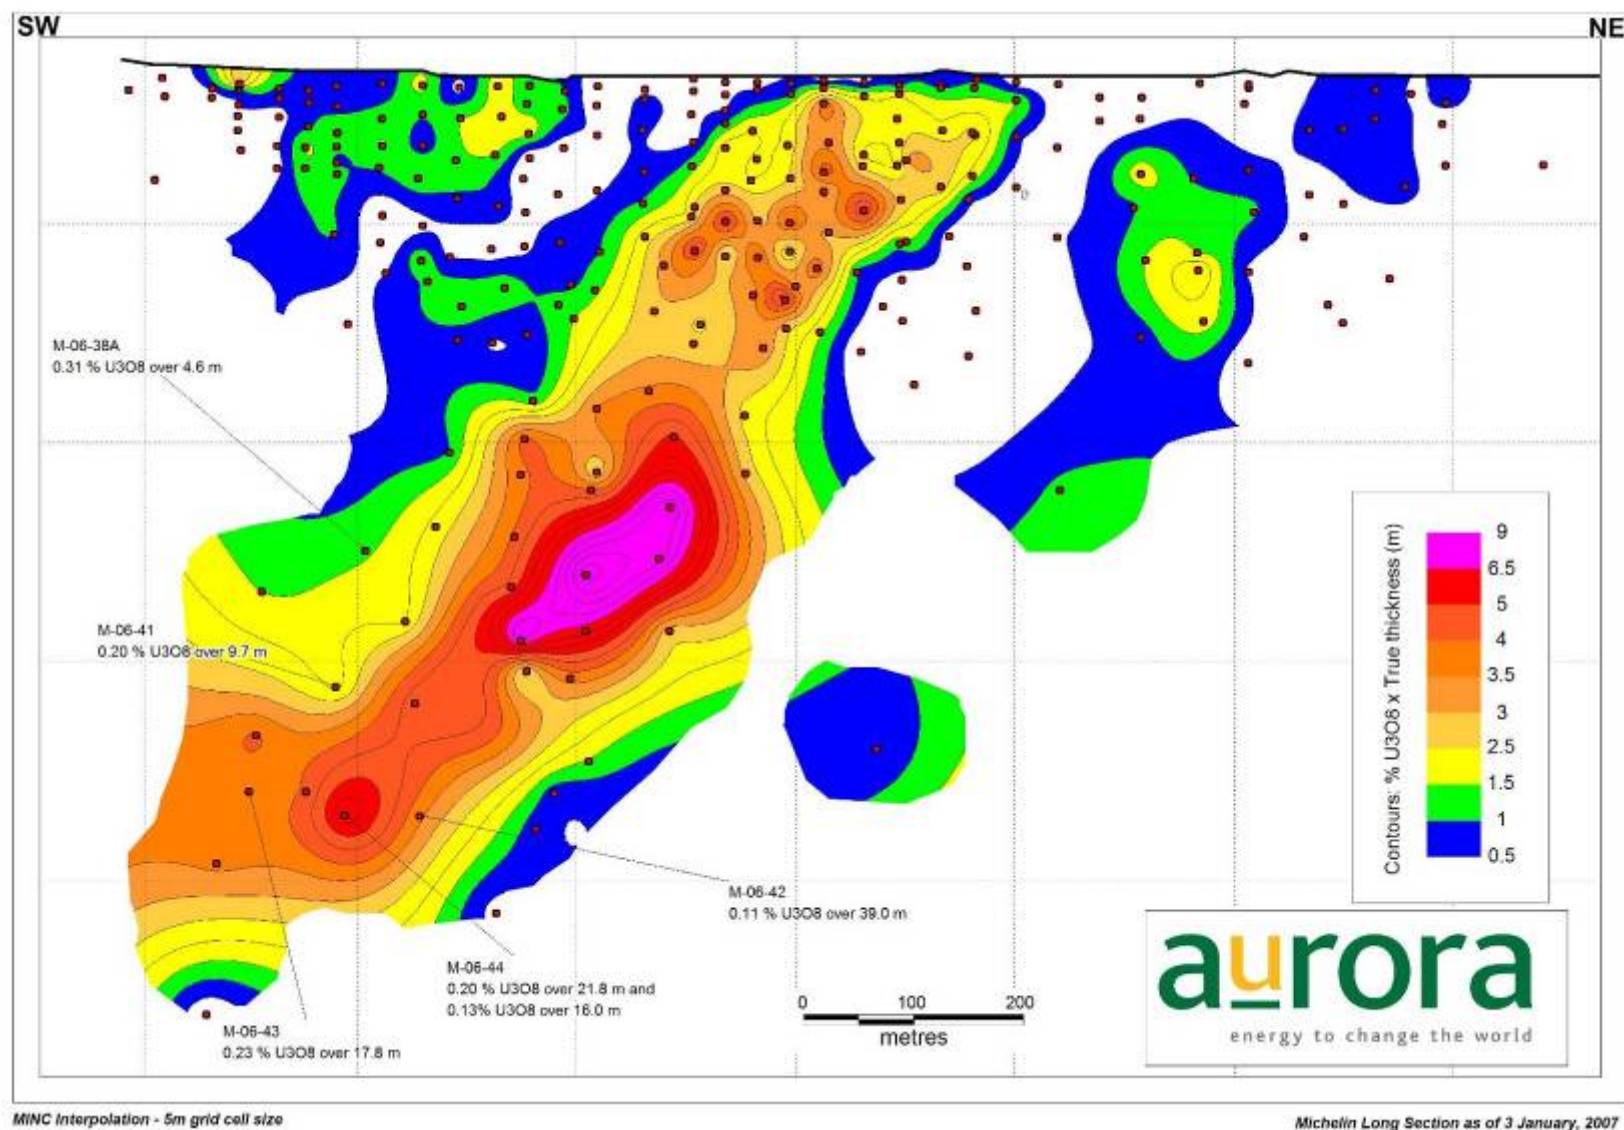 SW
NE
M-06-38A
0.31 % U3O8 over 4.6 m
M-06-41
0.20 % U3O8 over 9.7 m
Contours: % U3O8 x True thickness (m)
9
6.5
5
4
3.5
3
2.5
1.5
1
0.5
M-06-42
0.11 % U3O8 over 39.0 m
M-06-44
0.20 % U3O8 over 21.8 m and
0.13% U3O8 over 16.0 m
M-06-43
0.23 % U3O8 over 17.8 m
0 100 200
metres
aurora
energy to change the world
MINC Interpolation - 5m grid cell size
Michelin Long Section as of 3 January, 2007